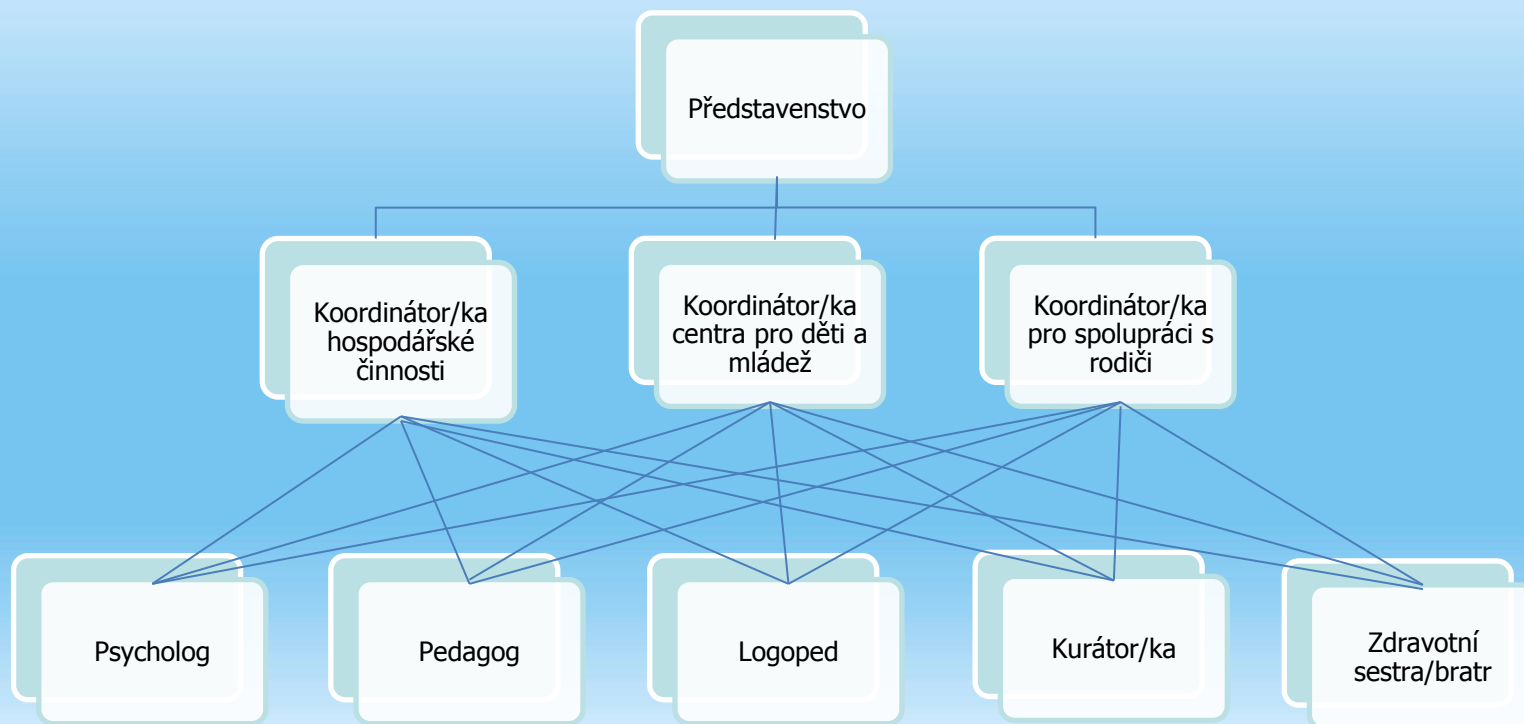 Představenstvo
Koordinátor/ka
hospodářské
činnosti
Koordinátor/ka
centra pro děti a
mládež
Koordinátor/ka
pro spolupráci s
rodiči
Psycholog
Pedagog
Logoped
Kurátor/ka
Zdravotní
sestra/bratr